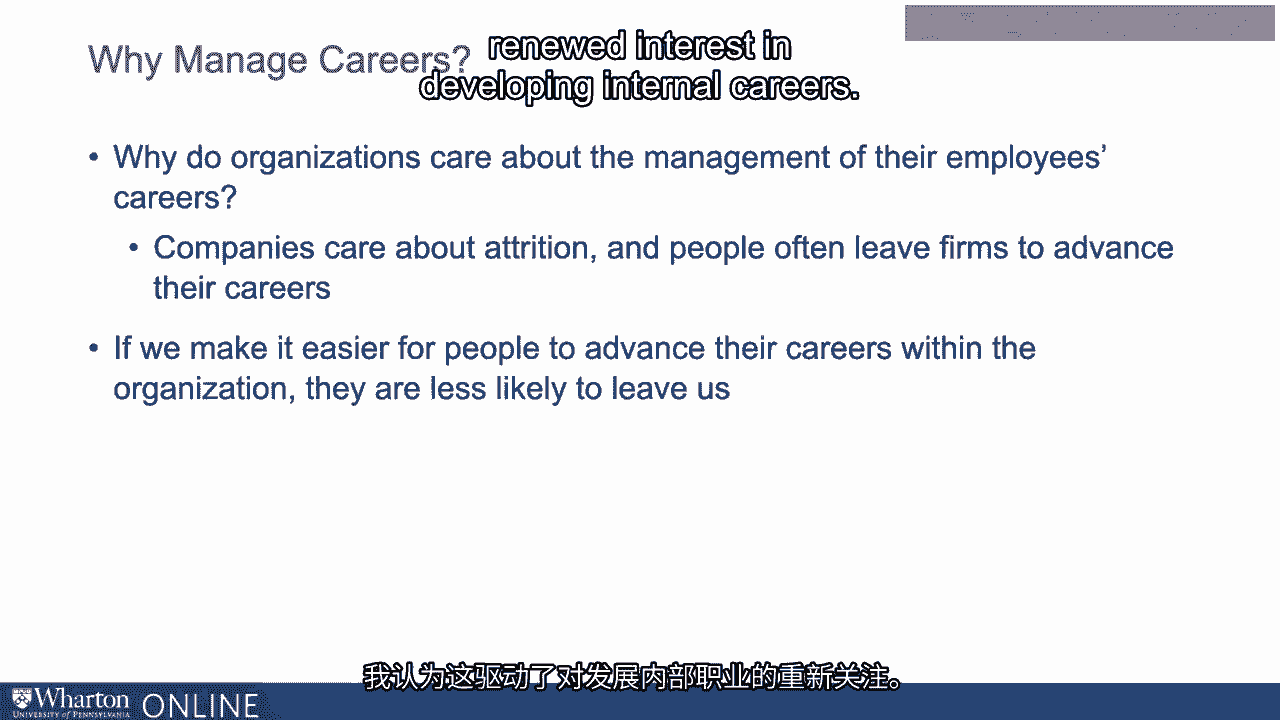 Why Manage Careers?
renewed interest in
developing internal careers.
• Why do organizations care about the management of their employees’
careers?
• Companies care about attrition, and people often leave firms to advance
their careers
• If we make it easier for people to advance their careers within the
organization, they are less likely to leave us
我认为这驱动了对发展内部职业的重新关注。
Wharton
UNIVERSITY of PENNSYLVANIA
ONLINE